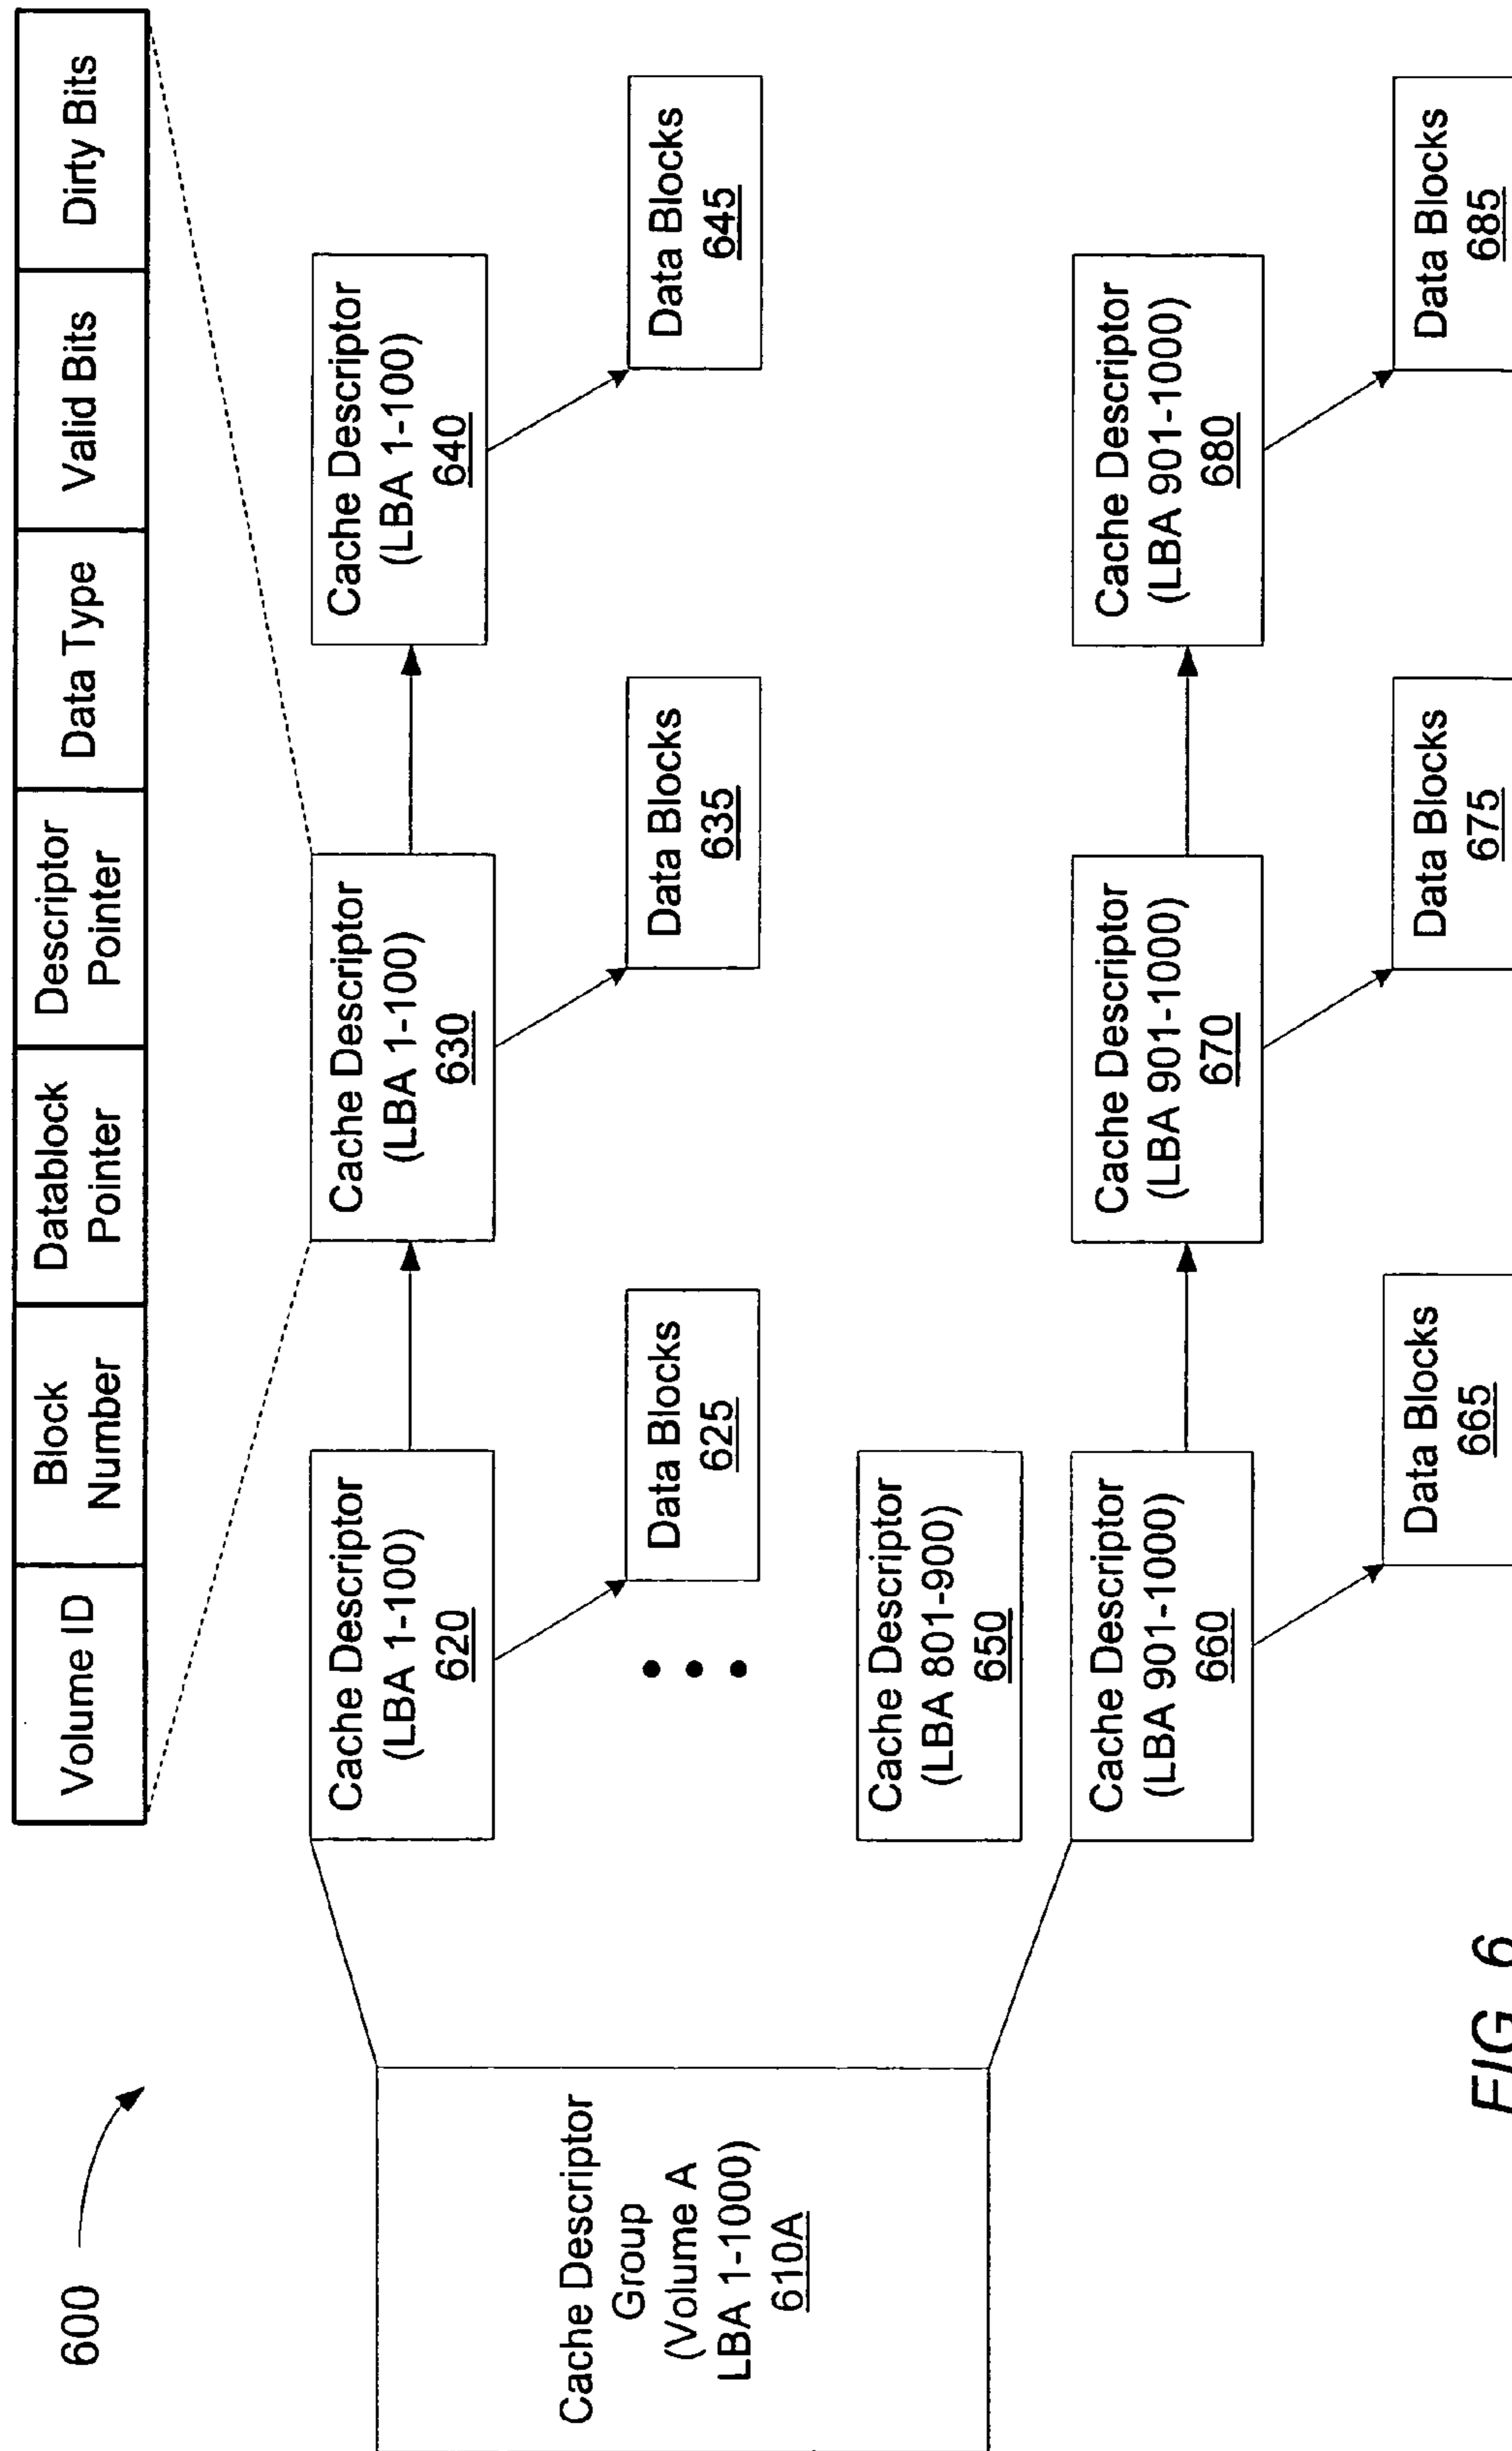 600
Volume ID
Block
Number
Datablock
Pointer
Descriptor
Pointer
Data Type
Valid Bits
Dirty Bits
Cache Descriptor
Group
(Volume A
LBA 1-1000)
610A
Cache Descriptor
(LBA 1-100)
620
Cache Descriptor
(LBA 1-100)
630
Cache Descriptor
(LBA 1-100)
640
Data Blocks
625
Data Blocks
635
Data Blocks
645
Cache Descriptor
(LBA 801-900)
650
Cache Descriptor
(LBA 901-1000)
660
Cache Descriptor
(LBA 901-1000)
670
Cache Descriptor
(LBA 901-1000)
680
Data Blocks
665
Data Blocks
675
Data Blocks
685
FIG. 6